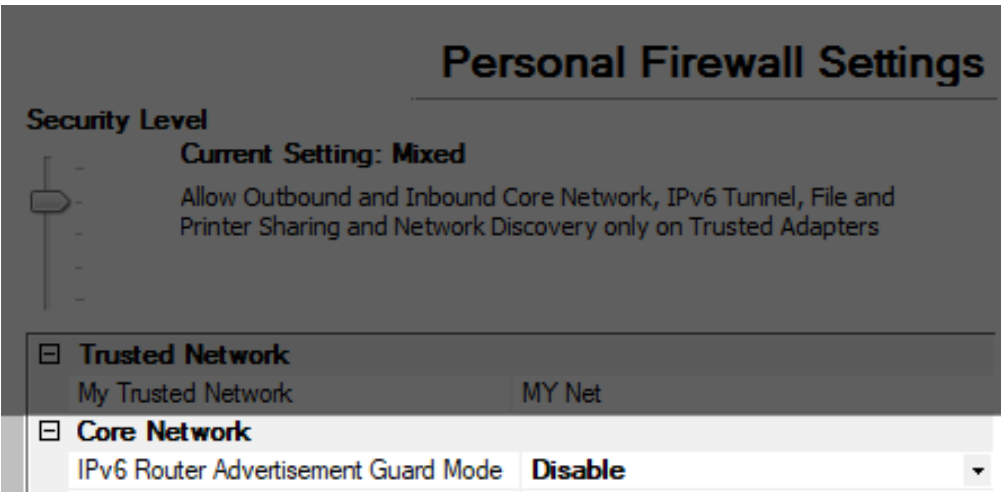 Personal Firewall Settings
Security Level
Current Setting: Mixed
Allow Outbound and Inbound Core Network, IPv6 Tunnel, File and
Printer Sharing and Network Discovery only on Trusted Adapters
Trusted Network
My Trusted Network MY Net
Core Network
IPv6 Router Advertisement Guard Mode Disable